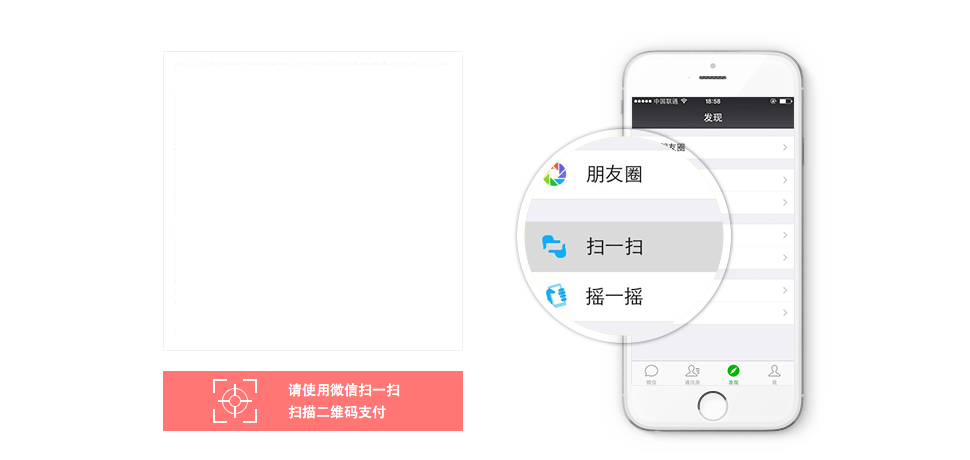 请使用微信扫一扫
扫描二维码支付
中国联通
18:58
发现
朋友圈
朋友圈
扫一扫
摇一摇
微信
通讯录
发现
我